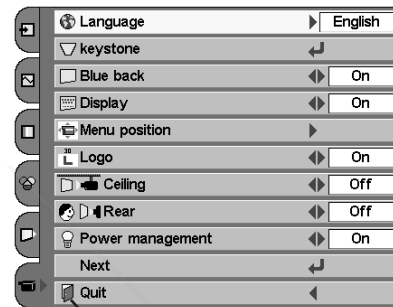 Language English
keystone
Blue back On
Display On
Menu position
Logo On
Ceiling Off
Rear Off
Power management On
Next
Quit